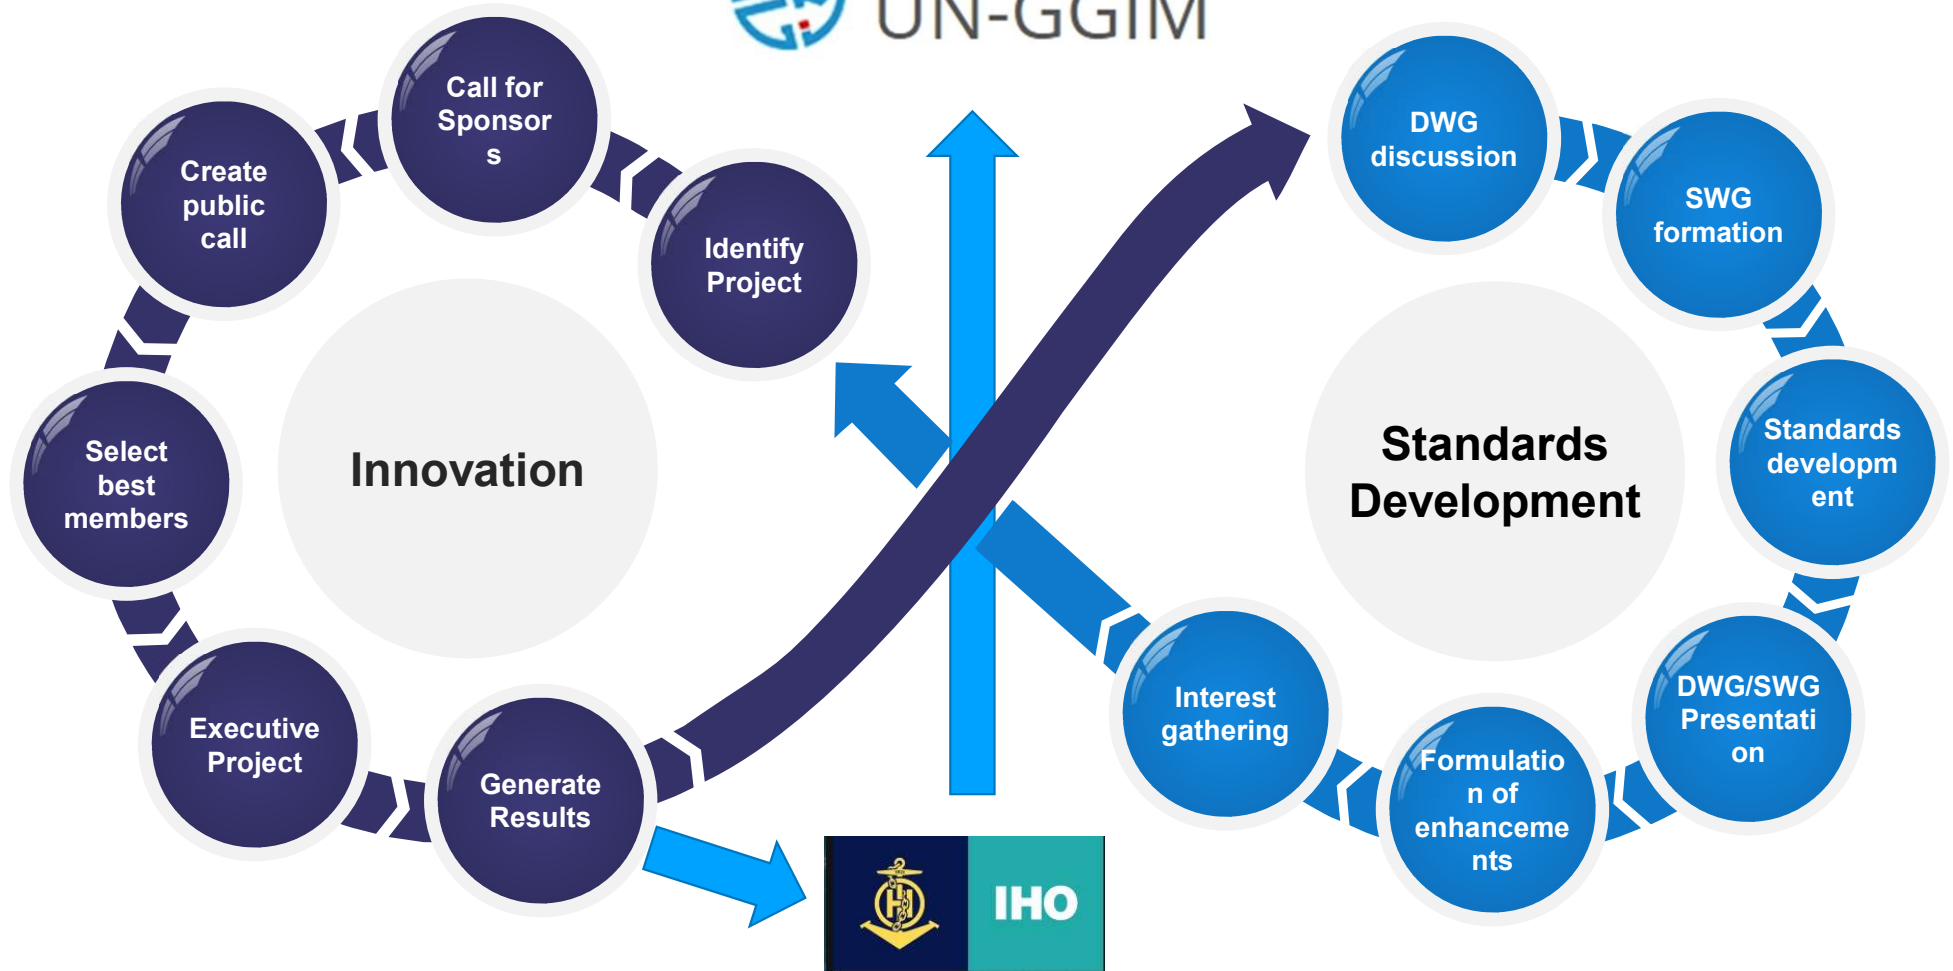 UN-GGIM
Call for
Sponsor
s
Create
public
call
Identify
Project
Select
best
members
Innovation
Executive
Project
Generate
Results
DWG
discussion
SWG
formation
Standards
Development
Standards
developm
ent
DWG/SWG
Presentati
on
Formulatio
n of
enhanceme
nts
Interest
gathering
IHO